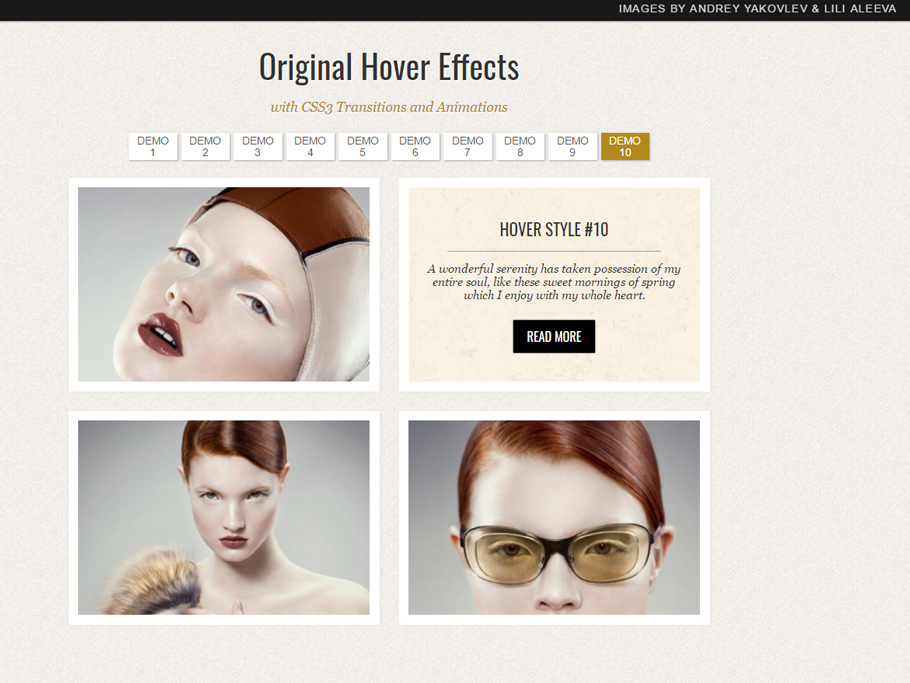 IMAGES BY ANDREY YAKOVLEV & LILI ALEEVA
Original Hover Effects
with CSS3 Transitions and Animations
DEMO 1 DEMO 2 DEMO 3 DEMO 4 DEMO 5 DEMO 6 DEMO 7 DEMO 8 DEMO 9 DEMO 10
HOVER STYLE #10
A wonderful serenity has taken possession of my
entire soul, like these sweet mornings of spring
which I enjoy with my whole heart.
READ MORE